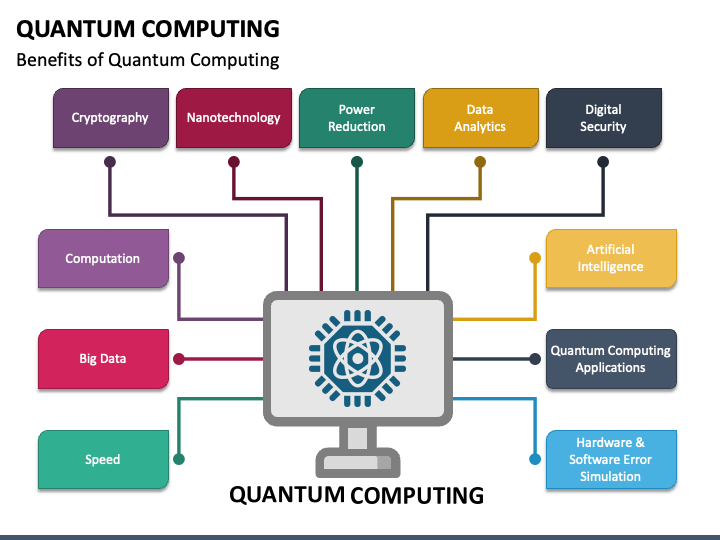 QUANTUM COMPUTING
Benefits of Quantum Computing
Cryptography
Nanotechnology
Power
Reduction
Data
Analytics
Digital
Security
Computation
Artificial
Intelligence
Big Data
Quantum Computing
Applications
Speed
Hardware &
Software Error
Simulation
QUANTUM COMPUTING